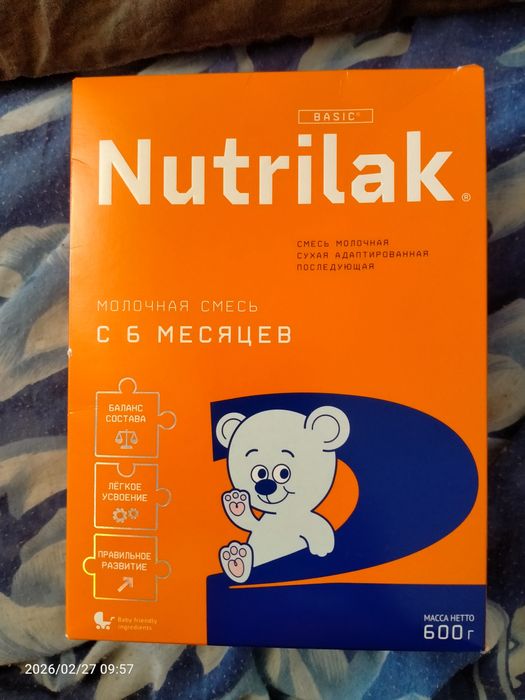 BASIC®
Nutrilak®
СМЕСЬ МОЛОЧНАЯ
СУХАЯ АДАПТИРОВАННАЯ
ПОСЛЕДУЮЩАЯ
МОЛОЧНАЯ СМЕСЬ
С 6 МЕСЯЦЕВ
БАЛАНС
СОСТАВА
ЛЁГКОЕ
УСВОЕНИЕ
ПРАВИЛЬНОЕ
РАЗВИТИЕ
2
Baby friendly
ingredients
МАССА НЕТТО
600 г
2026/02/27 09:57